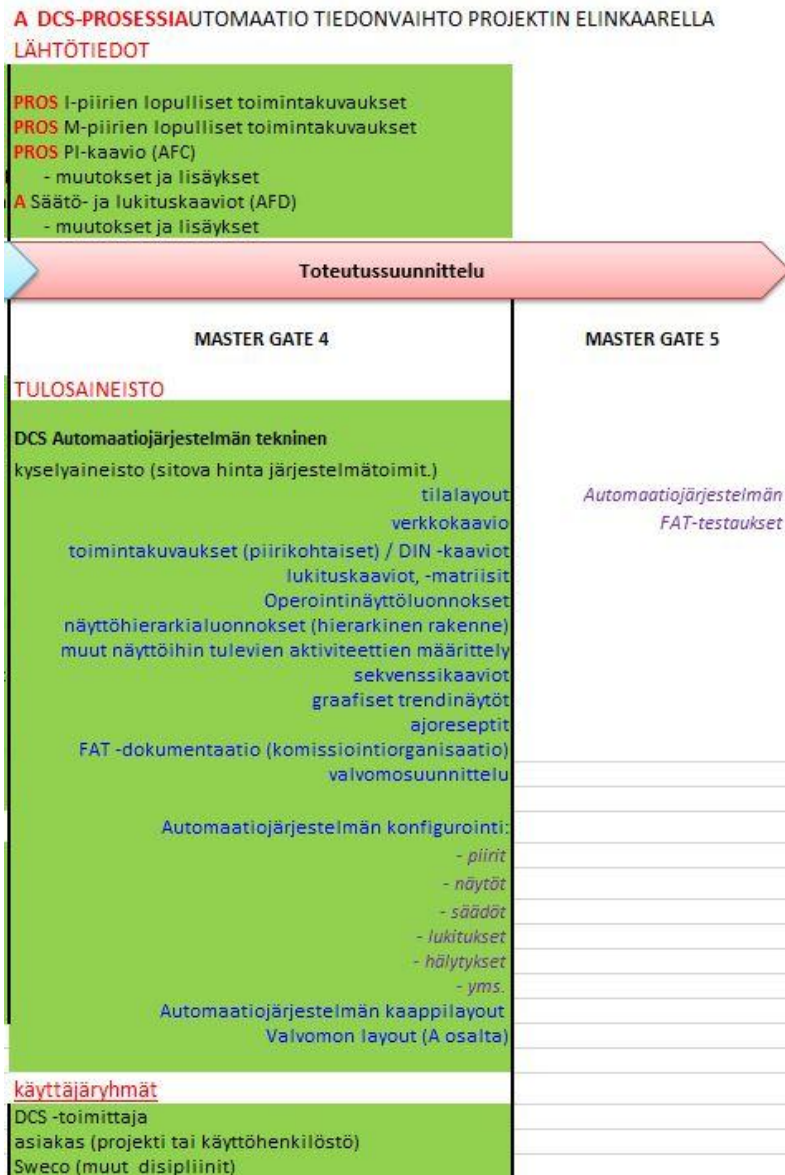 A DCS-PROSESSIAUTOMAATIO TIEDONVAIHTO PROJEKTIN ELINKAARELLA
LÄHTÖTIEDOT
PROS I-piirien lopulliset toimintakuvaukset
PROS M-piirien lopulliset toimintakuvaukset
PROS PI-kaavio (AFC)
- muutokset ja lisäykset
A Säätö- ja lukituskaaviot (AFD)
- muutokset ja lisäykset
Toteutussuunnittelu
MASTER GATE 4
MASTER GATE 5
TULOSAINEISTO
DCS Automaatiojärjestelmän tekninen
kyselyaineisto (sitova hinta järjestelmätoimit.)
tilalayout
Automaatiojärjestelmän
verkkokaavio
FAT-testaukset
toimintakuvaukset (piirikohtaiset) / DIN -kaaviot
lukituskaaviot, -matriisit
Operointinäyttöluonnokset
näyttöhierarkialuonnokset (hierarkinen rakenne)
muut näyttöihin tulevien aktiviteettien määrittely
sekvenssikaaviot
graafiset trendinäytöt
ajoreseptit
FAT -dokumentaatio (komissiointiorganisaatio)
valvomosuunnittelu
Automaatiojärjestelmän konfigurointi:
- piirit
- näytöt
- säädöt
- lukitukset
- hälytykset
- yms.
Automaatiojärjestelmän kaappilayout
Valvomon layout (A osalta)
käyttäjäryhmät
DCS -toimittaja
asiakas (projekti tai käyttöhenkilöstö)
Sweco (muut disipliinit)